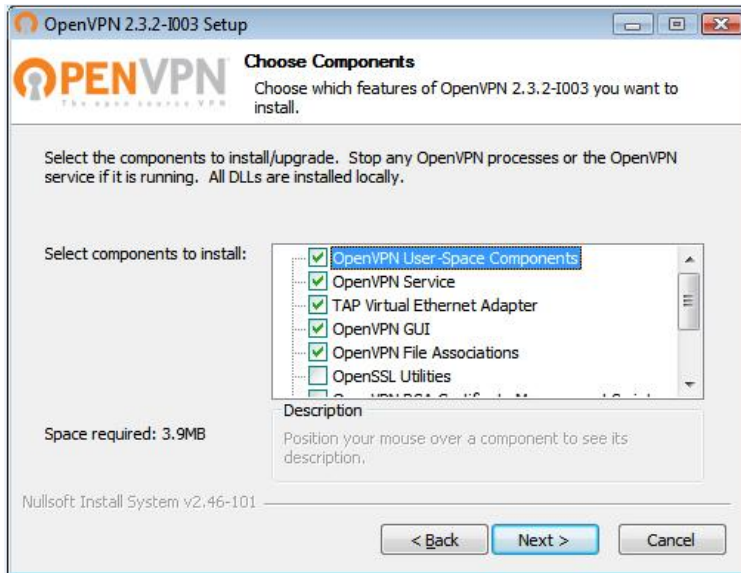 OpenVPN 2.3.2-I003 Setup
OPENVPN
The open source VPN
Choose Components
Choose which features of OpenVPN 2.3.2-I003 you want to
install.
Select the components to install/upgrade. Stop any OpenVPN processes or the OpenVPN
service if it is running. All DLLs are installed locally.
Select components to install:
OpenVPN User-Space Components
OpenVPN Service
TAP Virtual Ethernet Adapter
OpenVPN GUI
OpenVPN File Associations
OpenSSL Utilities
Space required: 3.9MB
Description
Position your mouse over a component to see its
description.
Nullsoft Install System v2.46-101
< Back
Next >
Cancel